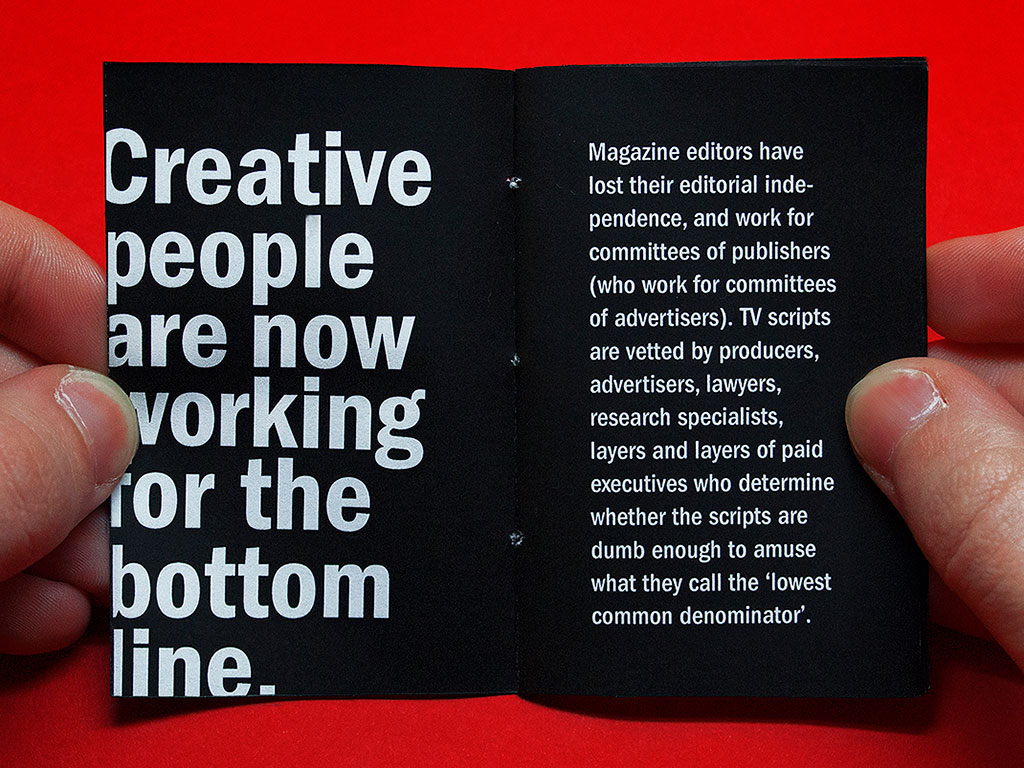 Creative
people
are now
working
for the
bottom
line.
Magazine editors have
lost their editorial inde-
pendence, and work for
committees of publishers
(who work for committees
of advertisers). TV scripts
are vetted by producers,
advertisers, lawyers,
research specialists,
layers and layers of paid
executives who determine
whether the scripts are
dumb enough to amuse
what they call the ‘lowest
common denominator’.